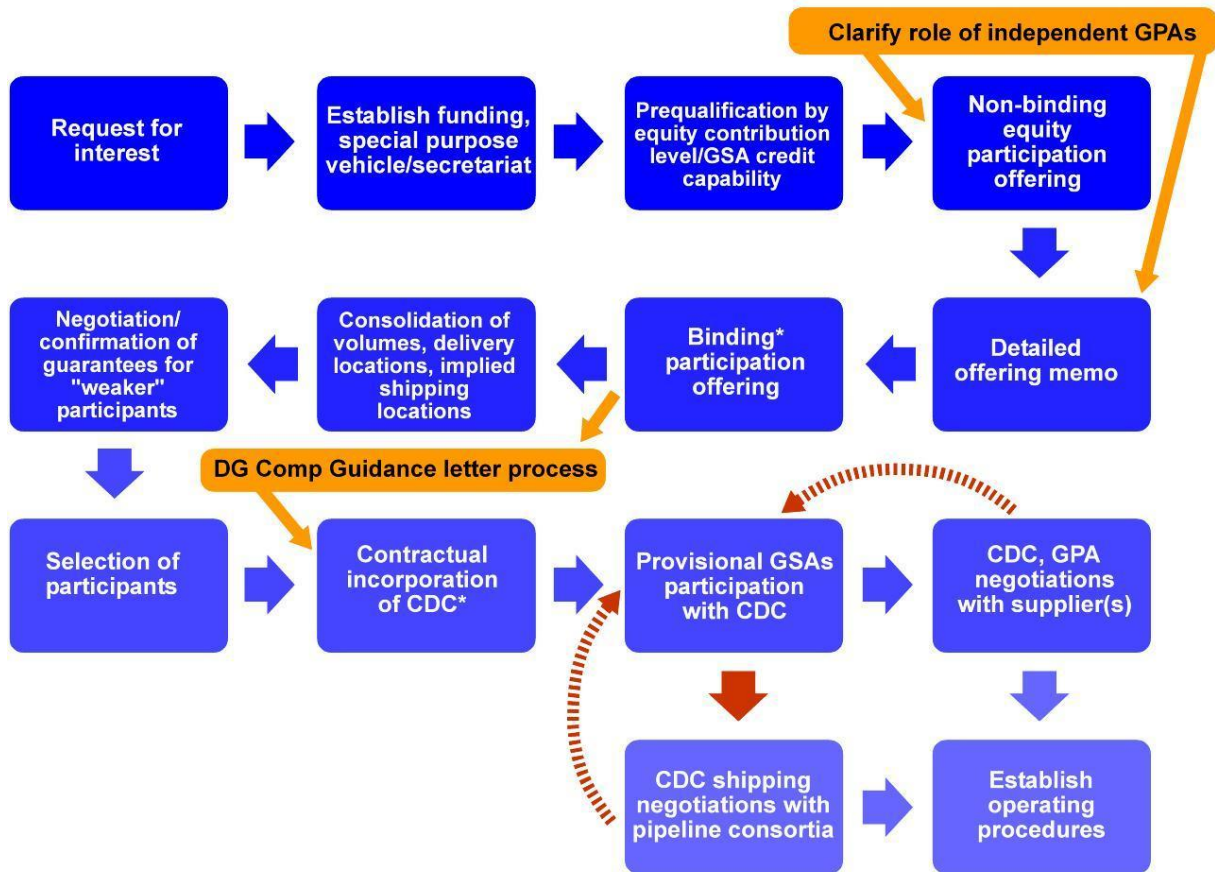 Clarify role of independent GPAs
Request for
interest
Establish funding,
special purpose
vehicle/secretariat
Prequalification by
equity contribution
level/GSA credit
capability
Non-binding
equity
participation
offering
Negotiation/
confirmation of
guarantees for
"weaker"
participants
Consolidation of
volumes, delivery
locations, implied
shipping
locations
Binding*
participation
offering
Detailed
offering memo
DG Comp Guidance letter process
Selection of
participants
Contractual
incorporation
of CDC*
Provisional GSAs
participation
with CDC
CDC, GPA
negotiations
with supplier(s)
CDC shipping
negotiations with
pipeline consortia
Establish
operating
procedures